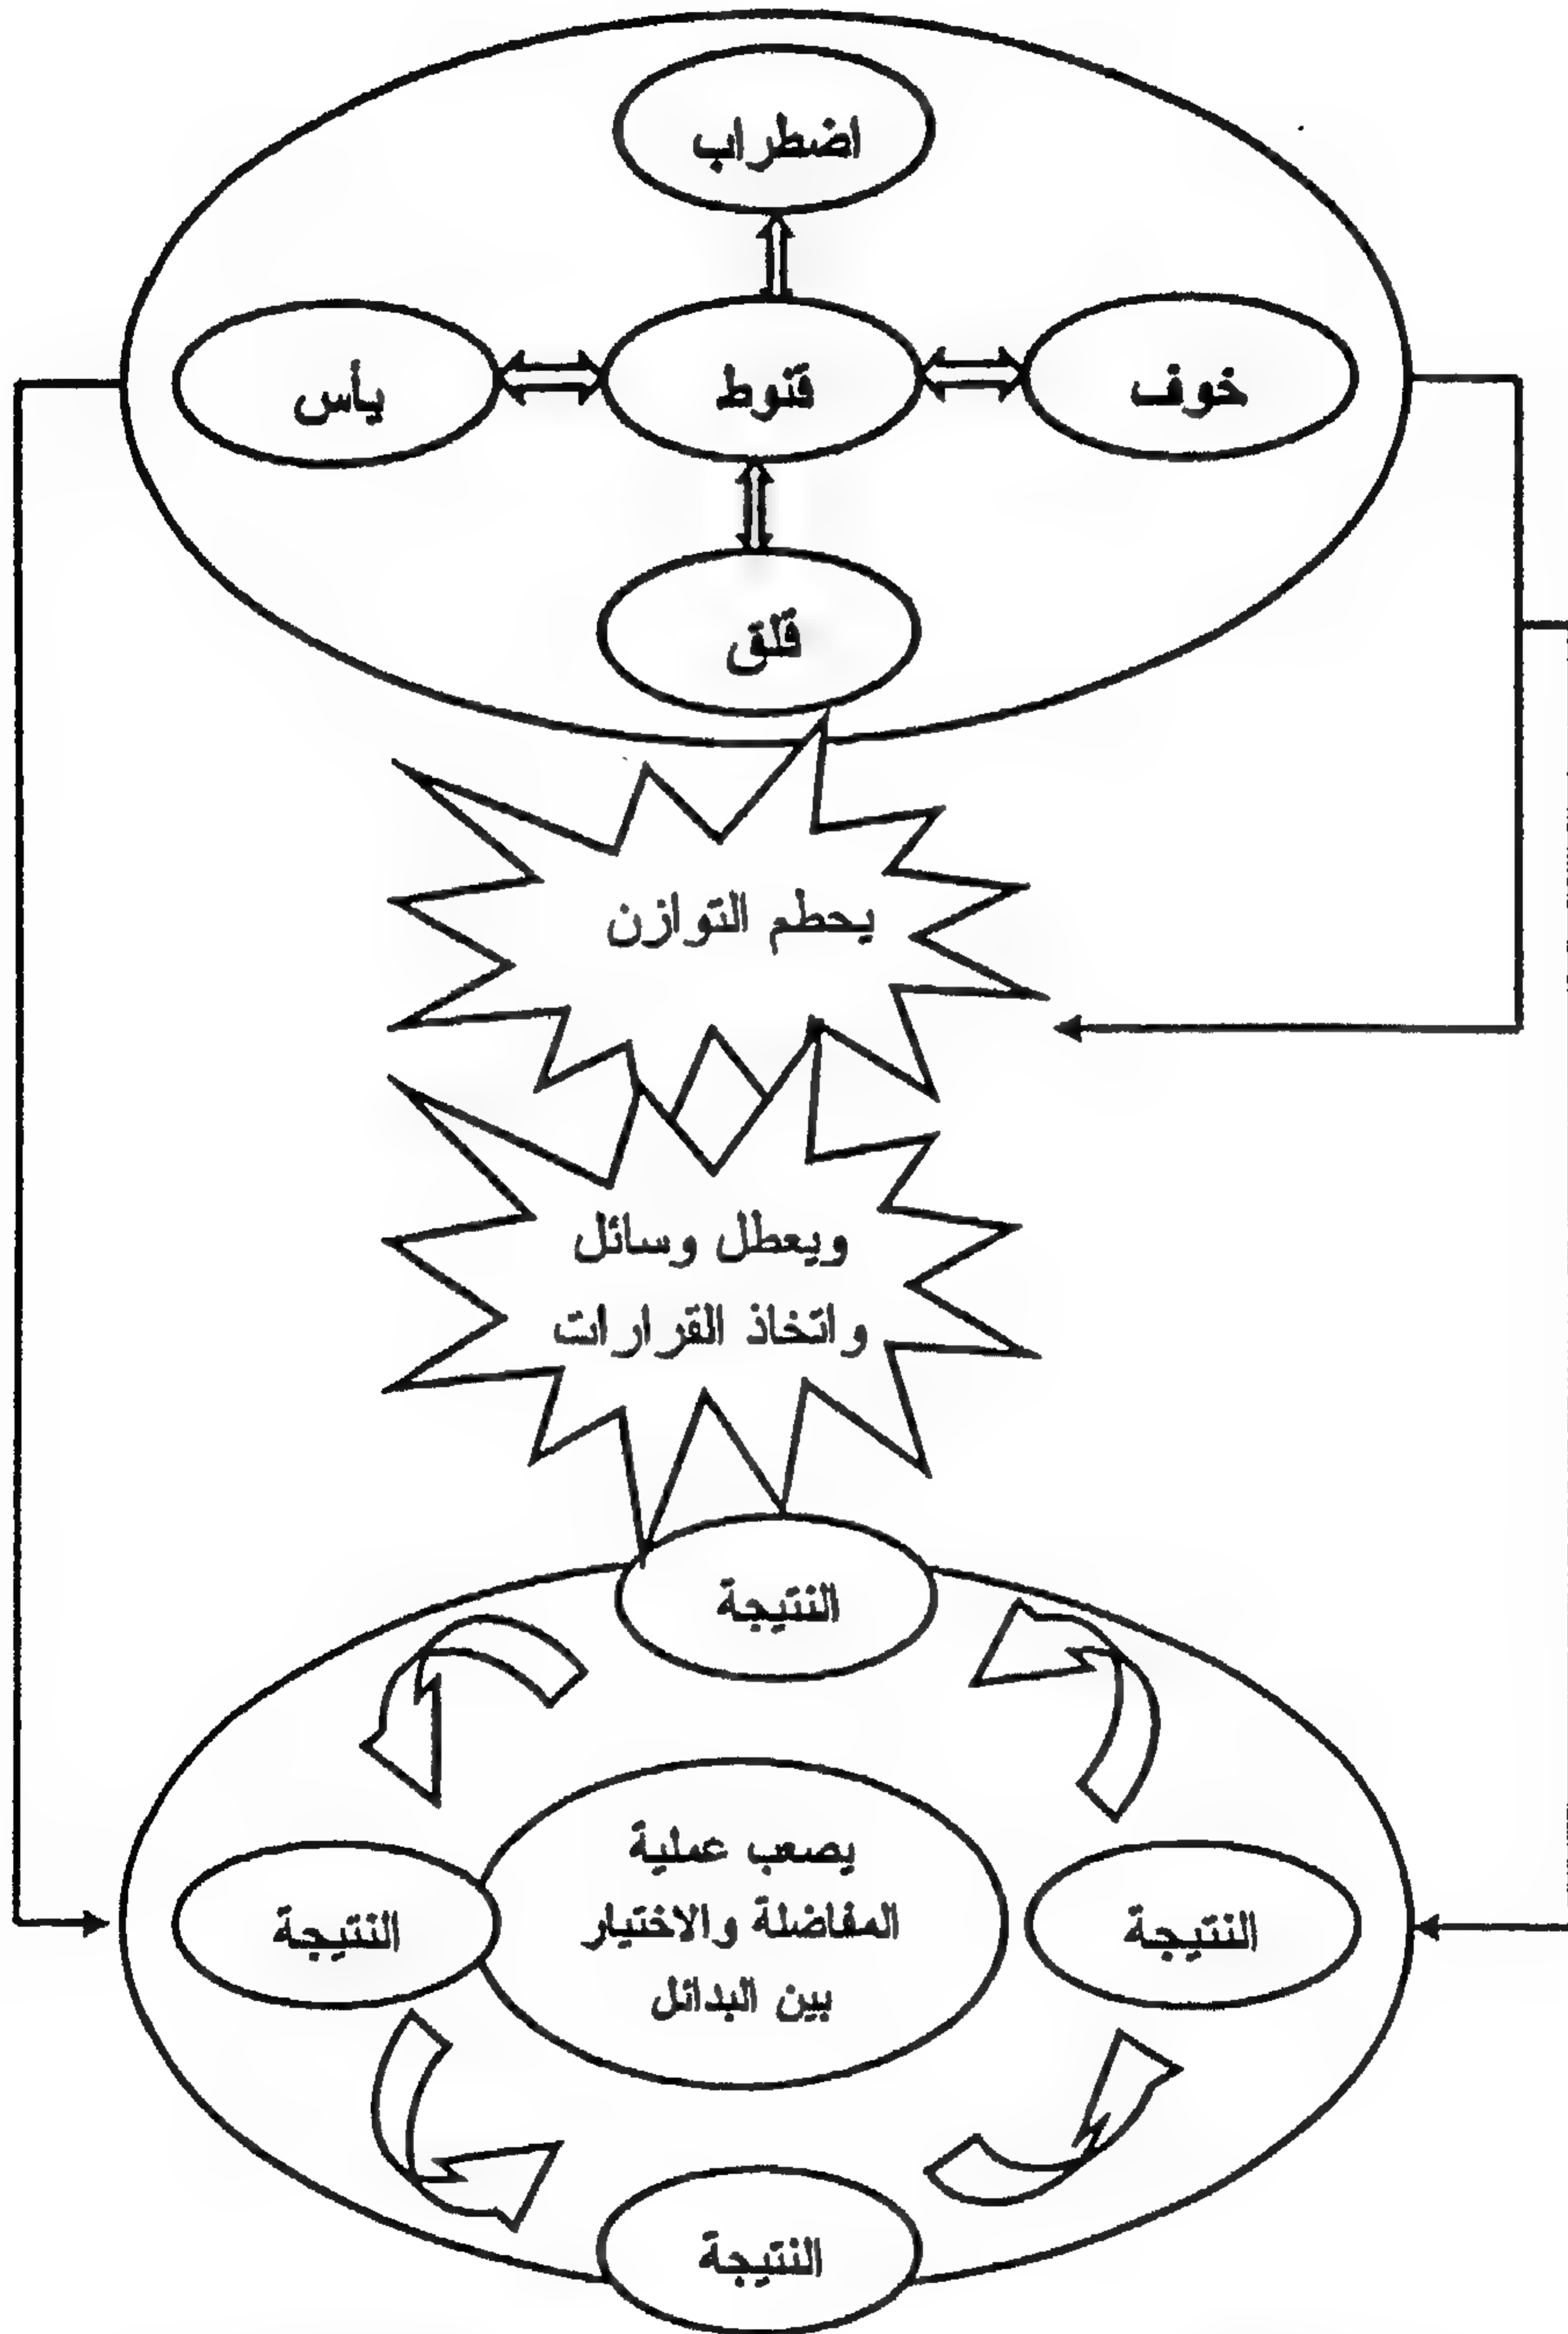 اضطراب
خوف
قنوط
يأس
قلق
يحطم التوازن
ويعطل وسائل
واتخاذ القرارات
النتيجة
يصعب عملية
المفاضلة والاختيار
بين البدائل
النتيجة
النتيجة
النتيجة